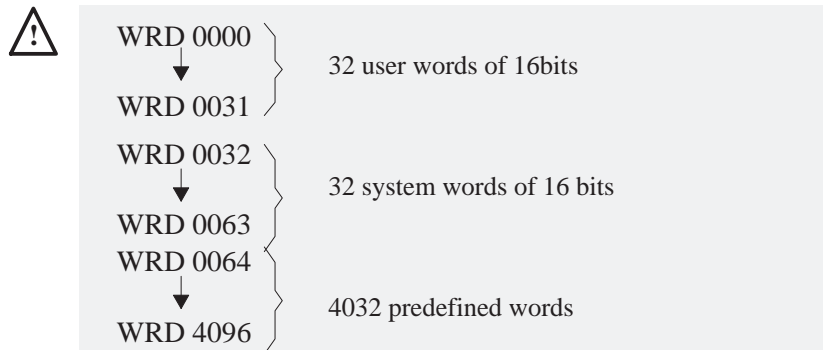 !
WRD 0000
32 user words of 16bits
WRD 0031
WRD 0032
32 system words of 16 bits
WRD 0063
WRD 0064
4032 predefined words
WRD 4096